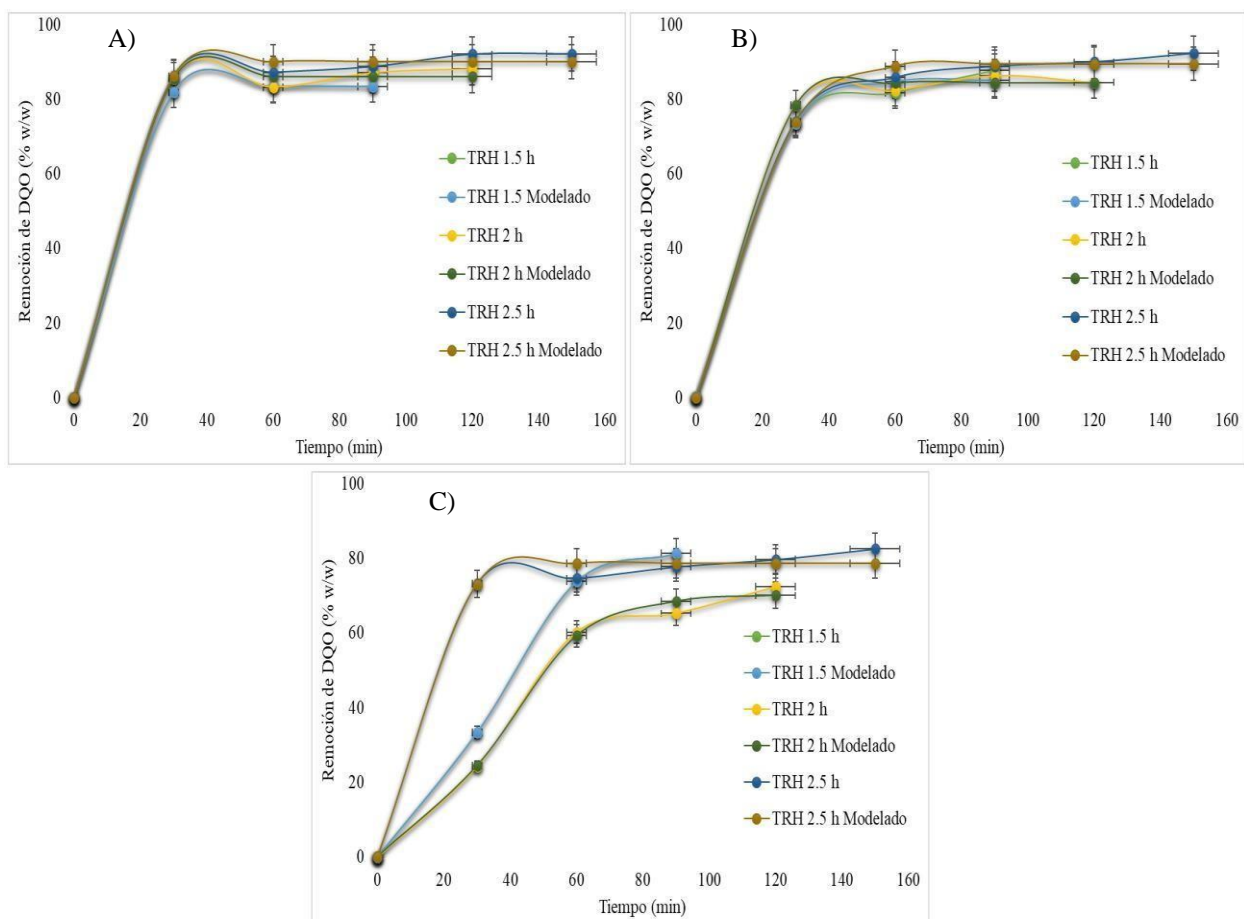 A)
Remoción de DQO (% w/w)
100
80
60
40
20
0
0 20 40 60 80 100 120 140 160
Tiempo (min)
TRH 1.5 h
TRH 1.5 Modelado
TRH 2 h
TRH 2 h Modelado
TRH 2.5 h
TRH 2.5 h Modelado
B)
Remoción de DQO (% w/w)
100
80
60
40
20
0
0 20 40 60 80 100 120 140 160
Tiempo (min)
TRH 1.5 h
TRH 1.5 Modelado
TRH 2 h
TRH 2 h Modelado
TRH 2.5 h
TRH 2.5 h Modelado
C)
Remoción de DQO (% w/w)
100
80
60
40
20
0
0 20 40 60 80 100 120 140 160
Tiempo (min)
TRH 1.5 h
TRH 1.5 Modelado
TRH 2 h
TRH 2 h Modelado
TRH 2.5 h
TRH 2.5 h Modelado